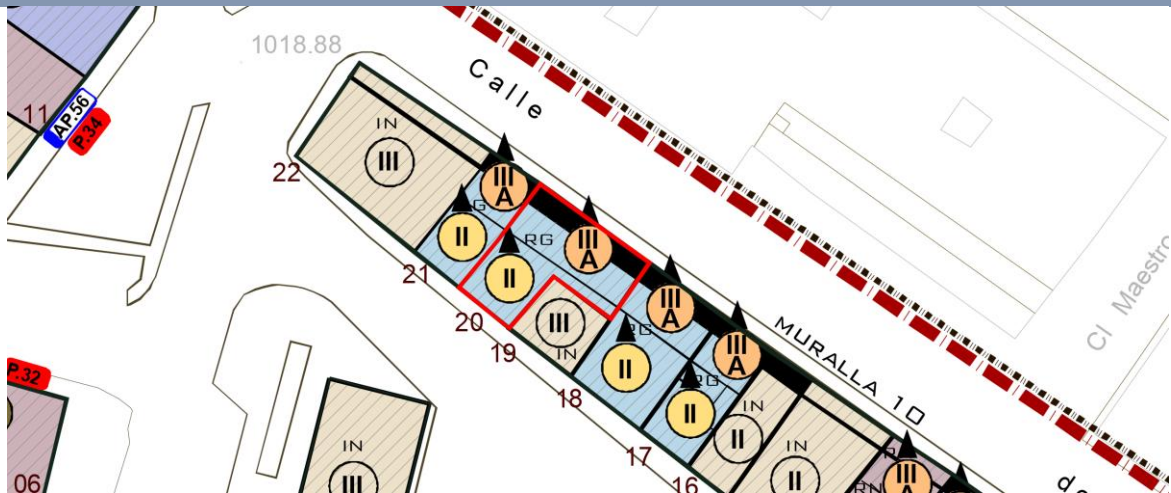 1018.88
Calle
11
AP.56
P.34
IN
III
22
III
A
G
II
RG
III
A
II
21
20
III
IN
19
III
A
RG
II
18
III
A
MURALLA 10
Cl Maestro
RG
II
17
IN
II
16
IN
II
III
A
RN
de
P.32
06
IN
III